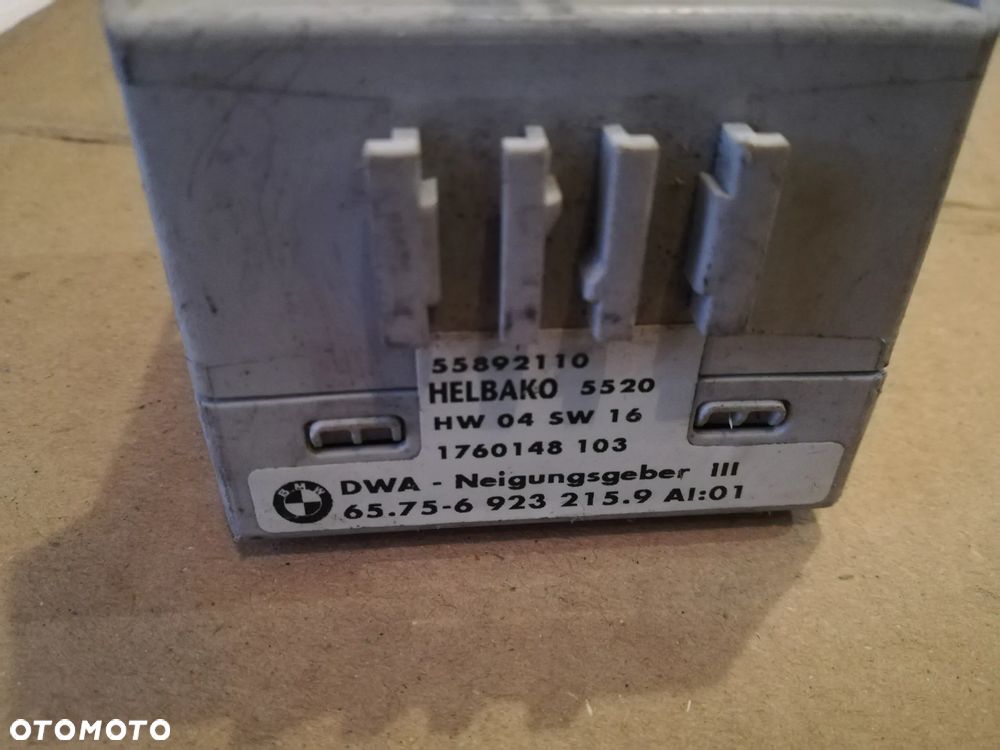 55892110
HELBAKO 5520
HW 04 SW 16
1760148 103
BMW
DWA - Neigungsgeber III
65.75-6 923 215.9 AI:01
OTOMOTO